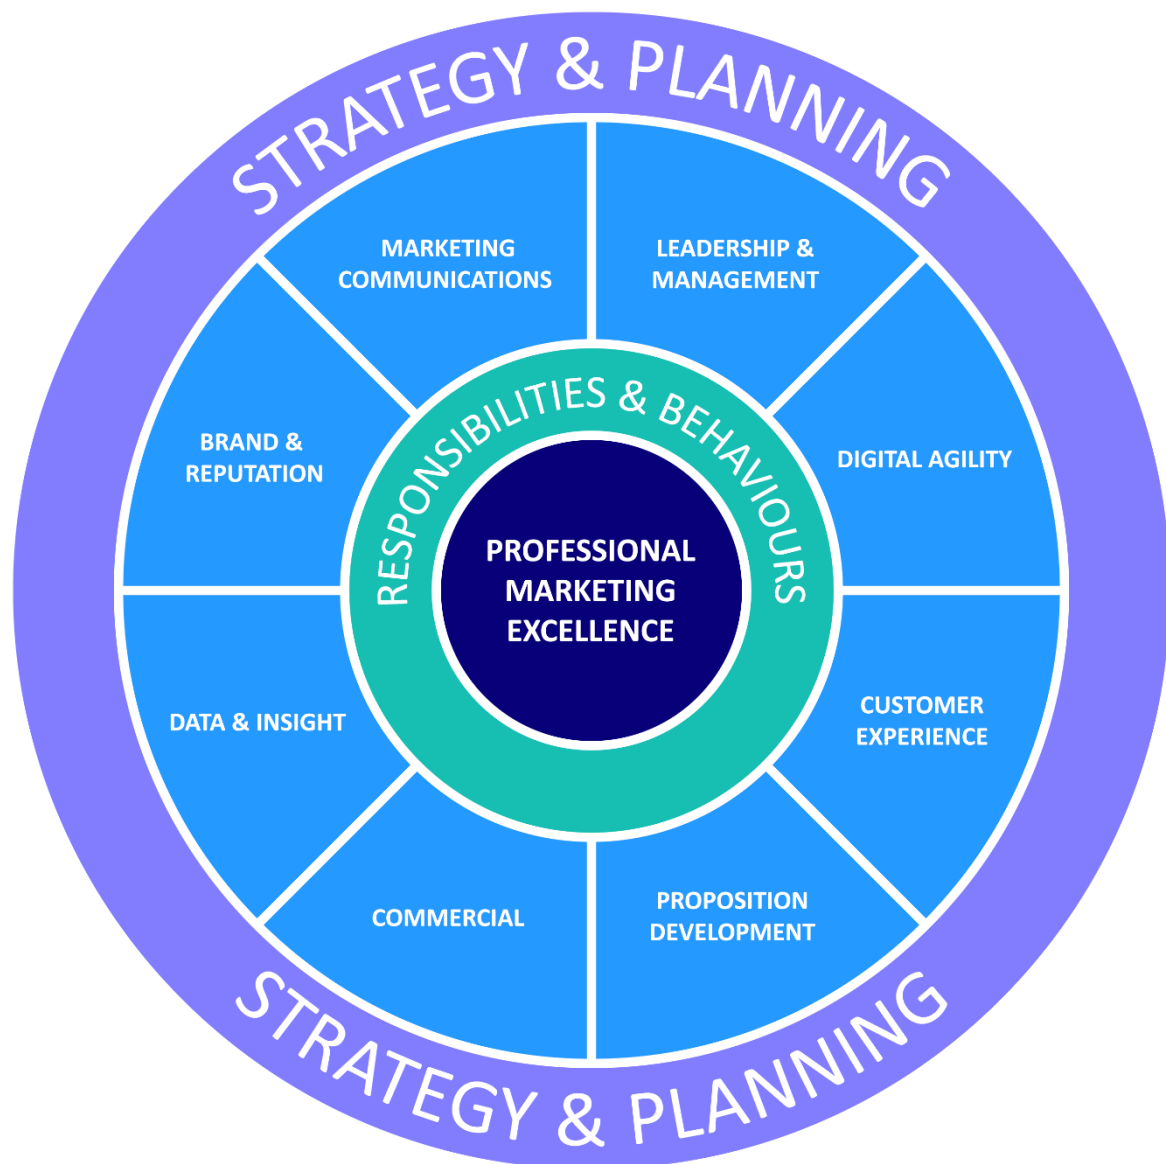 STRATEGY & PLANNING
MARKETING
COMMUNICATIONS
LEADERSHIP &
MANAGEMENT
BRAND &
REPUTATION
DIGITAL AGILITY
RESPONSIBILITIES & BEHAVIOURS
PROFESSIONAL
MARKETING
EXCELLENCE
DATA & INSIGHT
CUSTOMER
EXPERIENCE
COMMERCIAL
PROPOSITION
DEVELOPMENT
STRATEGY & PLANNING